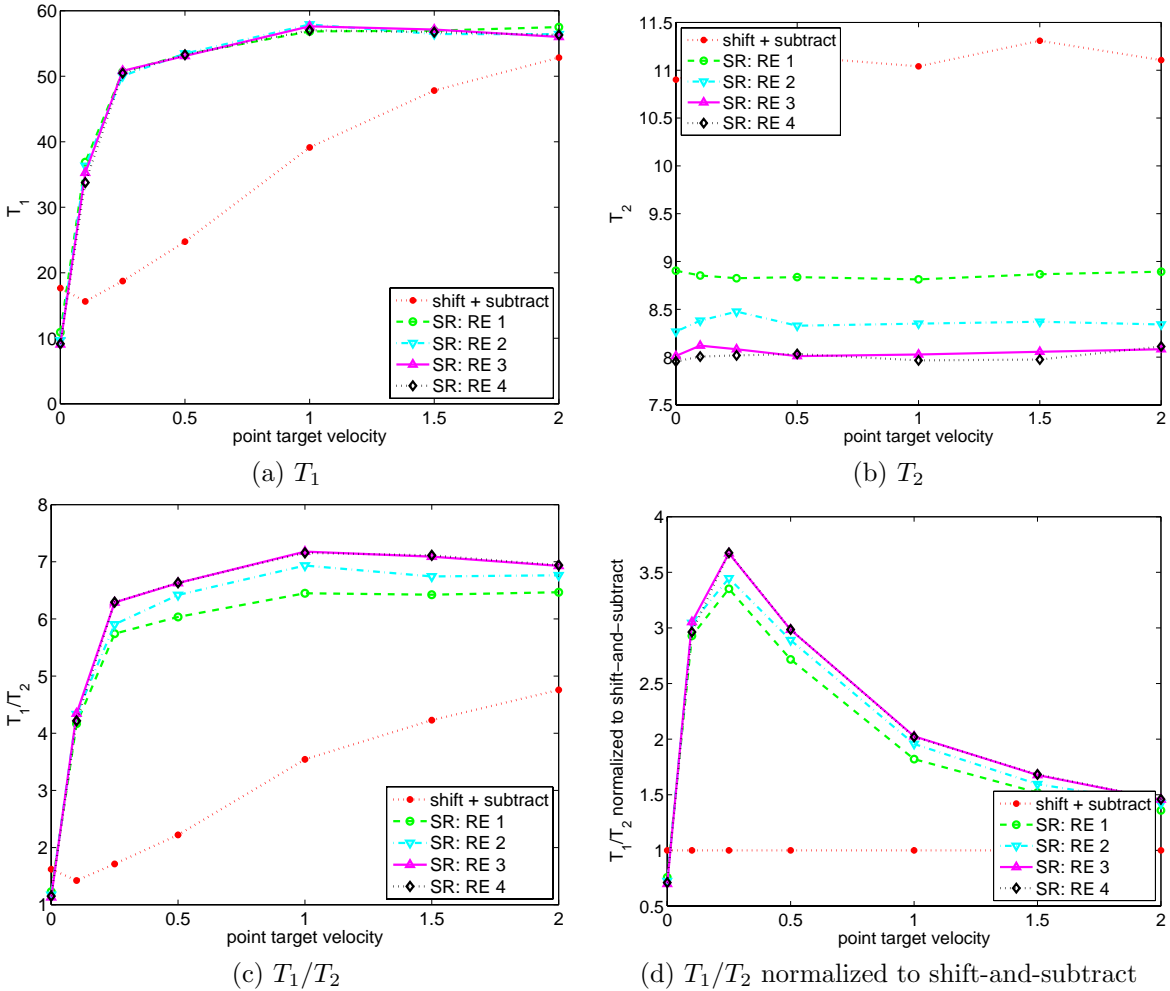 60
50
40
30
20
10
0
T1
0 0.5 1 1.5 2
point target velocity
shift + subtract
SR: RE 1
SR: RE 2
SR: RE 3
SR: RE 4
(a) T1
11.5
11
10.5
10
9.5
9
8.5
8
7.5
T2
0 0.5 1 1.5 2
point target velocity
shift + subtract
SR: RE 1
SR: RE 2
SR: RE 3
SR: RE 4
(b) T2
8
7
6
5
4
3
2
1
T1/T2
0 0.5 1 1.5 2
point target velocity
shift + subtract
SR: RE 1
SR: RE 2
SR: RE 3
SR: RE 4
(c) T1/T2
4
3.5
3
2.5
2
1.5
1
0.5
T1/T2 normalized to shift−and−subtract
0 0.5 1 1.5 2
point target velocity
shift + subtract
SR: RE 1
SR: RE 2
SR: RE 3
SR: RE 4
(d) T1/T2 normalized to shift-and-subtract